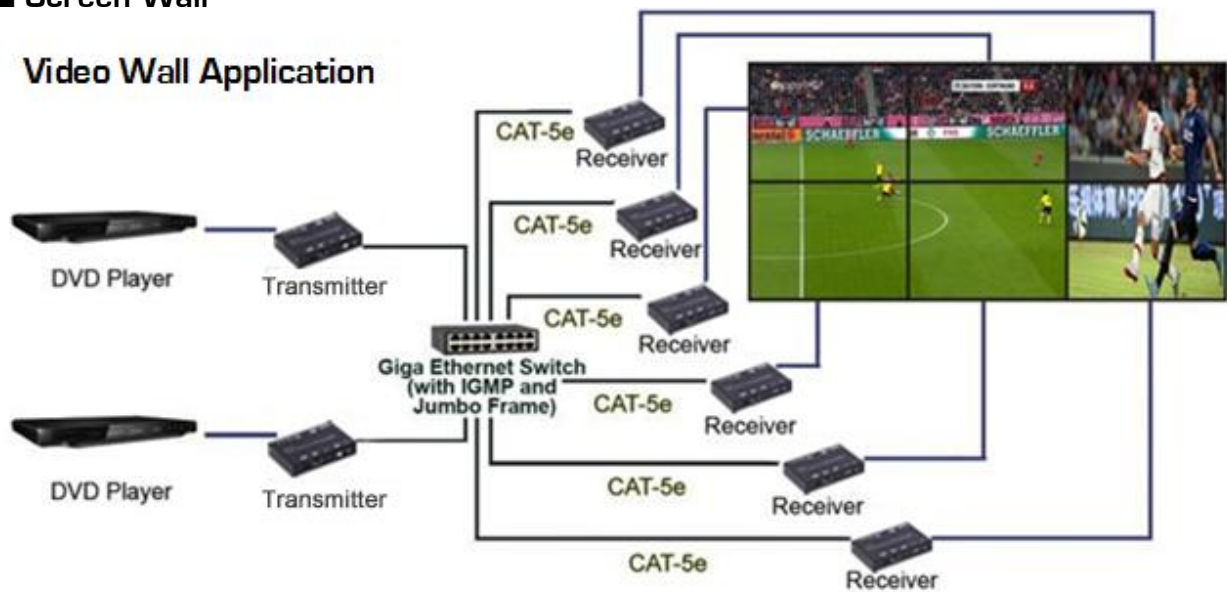 Screen Wall
Video Wall Application
CAT-5e
Receiver
CAT-5e
Receiver
DVD Player
Transmitter
CAT-5e
Receiver
Giga Ethernet Switch
(with IGMP and
Jumbo Frame)
CAT-5e
Receiver
DVD Player
Transmitter
CAT-5e
Receiver
CAT-5e
Receiver
SCHAEFFLER
SCHAEFFLER